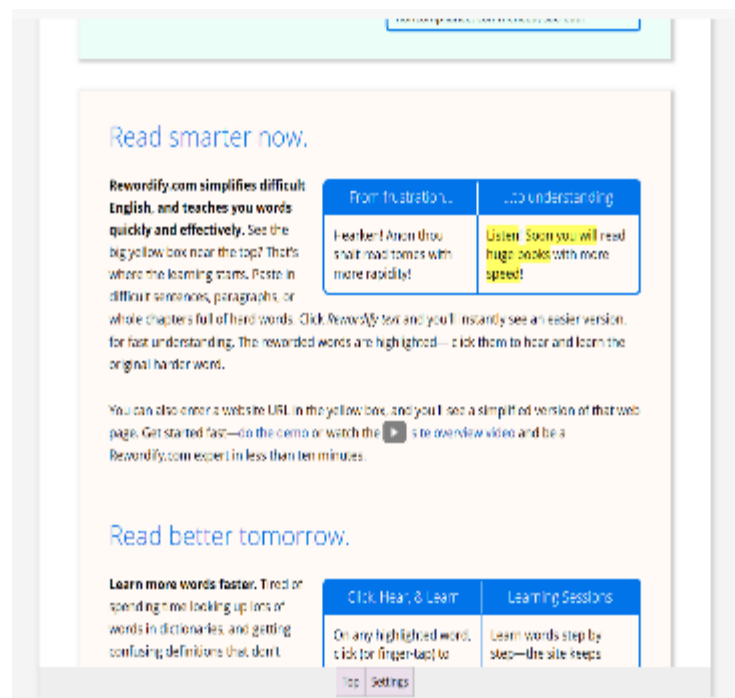 Read smarter now.
Rewordify.com simplifies difficult
English, and teaches you words
quickly and effectively. See the
big yellow box near the top? That's
where the learning starts. Paste in
difficult sentences, paragraphs, or
whole chapters full of hard words. Click Rewordify text and you'll instantly see an easier version,
for fast understanding. The reworded words are highlighted—click them to hear and learn the
original harder word.
From frustration...
Hearken! Anon thou
shalt read tomes with
more rapidity!
...to understanding
Listen! Soon you will read
huge books with more
speed!
You can also enter a website URL in the yellow box, and you'll see a simplified version of that web
page. Get started fast—do the demo or watch the site overview video and be a
Rewordify.com expert in less than ten minutes.
Read better tomorrow.
Learn more words faster. Tired of
spending time looking up lots of
words in dictionaries, and getting
confusing definitions that don't
Click, Hear, & Learn
On any highlighted word,
click (or finger-tap) to
Learning Sessions
Learn words step by
step—the site keeps
Top Settings